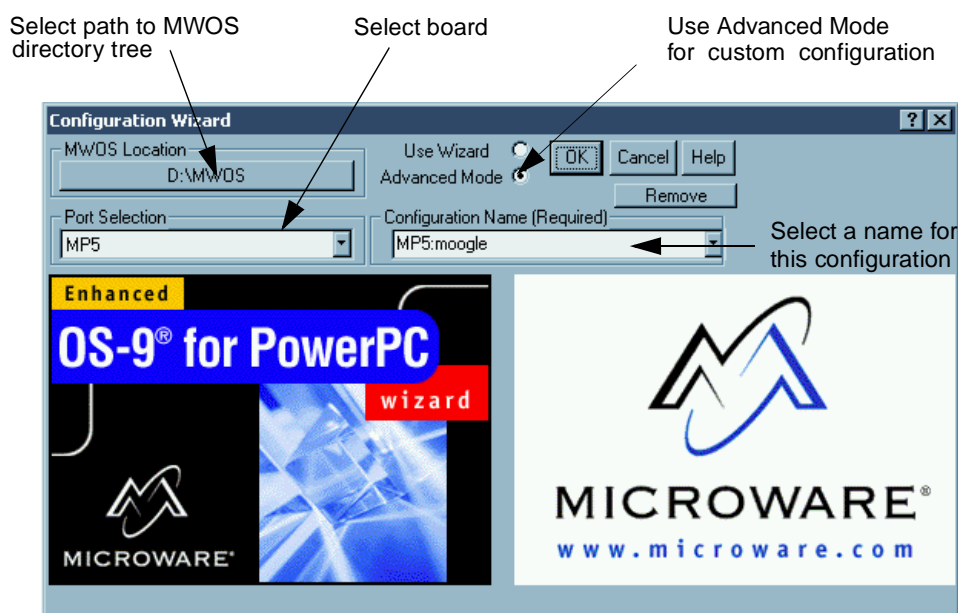 Select path to MWOS
directory tree
Select board
Use Advanced Mode
for custom configuration
Configuration Wizard
MWOS Location
D:\MWOS
Use Wizard
Advanced Mode
OK
Cancel
Help
Remove
Port Selection
MP5
Configuration Name (Required)
MP5:moogle
Select a name for
this configuration
Enhanced
OS-9® for PowerPC
wizard
MICROWARE®
MICROWARE®
www.microware.com